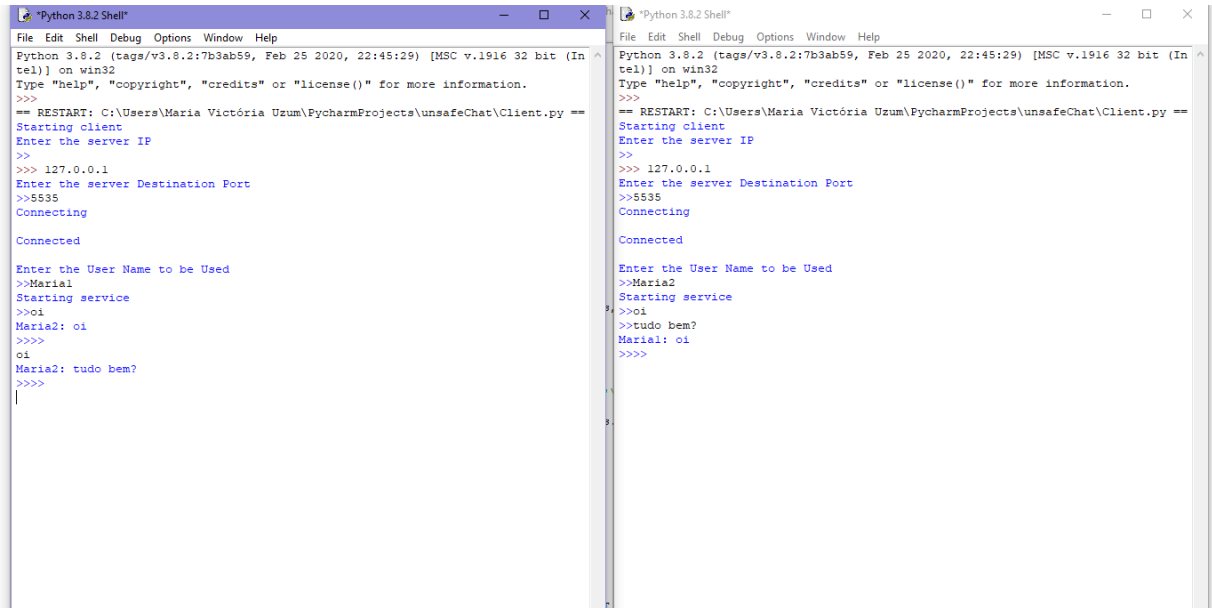 *Python 3.8.2 Shell*
File Edit Shell Debug Options Window Help
Python 3.8.2 (tags/v3.8.2:7b3ab59, Feb 25 2020, 22:45:29) [MSC v.1916 32 bit (In
tel)] on win32
Type "help", "copyright", "credits" or "license()" for more information.
>>>
== RESTART: C:\Users\Maria Victória Uzum\PycharmProjects\unsafeChat\Client.py ==
Starting client
Enter the server IP
>>
>>> 127.0.0.1
Enter the server Destination Port
>>5535
Connecting
Connected
Enter the User Name to be Used
>>Maria1
Starting service
>>oi
Maria2: oi
>>>>
oi
Maria2: tudo bem?
>>>>
*Python 3.8.2 Shell*
File Edit Shell Debug Options Window Help
Python 3.8.2 (tags/v3.8.2:7b3ab59, Feb 25 2020, 22:45:29) [MSC v.1916 32 bit (In
tel)] on win32
Type "help", "copyright", "credits" or "license()" for more information.
>>>
== RESTART: C:\Users\Maria Victória Uzum\PycharmProjects\unsafeChat\Client.py ==
Starting client
Enter the server IP
>>
>>> 127.0.0.1
Enter the server Destination Port
>>5535
Connecting
Connected
Enter the User Name to be Used
>>Maria2
Starting service
>>oi
>>tudo bem?
Maria1: oi
>>>>